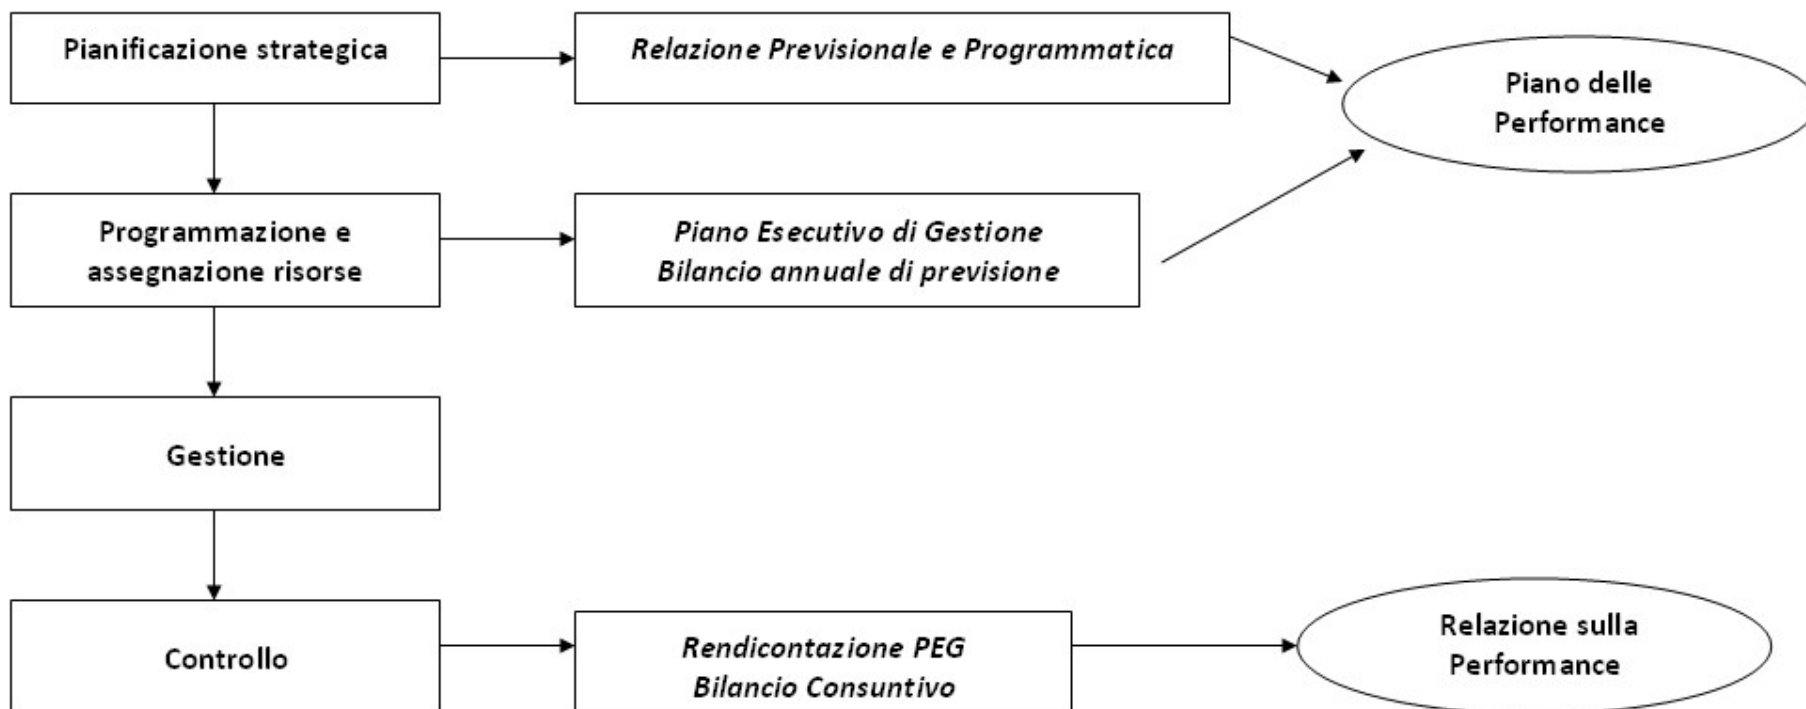 Pianificazione strategica
Relazione Previsionale e Programmatica
Piano delle
Performance
Programmazione e
assegnazione risorse
Piano Esecutivo di Gestione
Bilancio annuale di previsione
Gestione
Controllo
Rendicontazione PEG
Bilancio Consuntivo
Relazione sulla
Performance